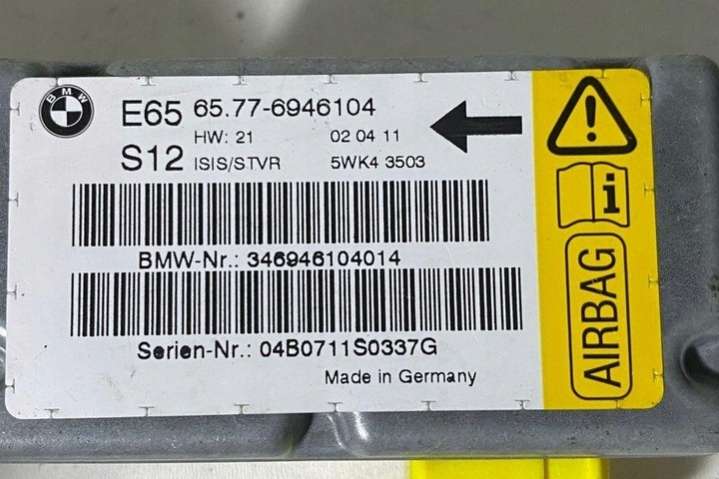 BMW
E65 65.77-6946104
HW: 21 02 04 11
S12 ISIS/STVR 5WK4 3503
BMW-Nr.: 346946104014
Serien-Nr.: 04B0711S0337G
Made in Germany
!
i
AIRBAG